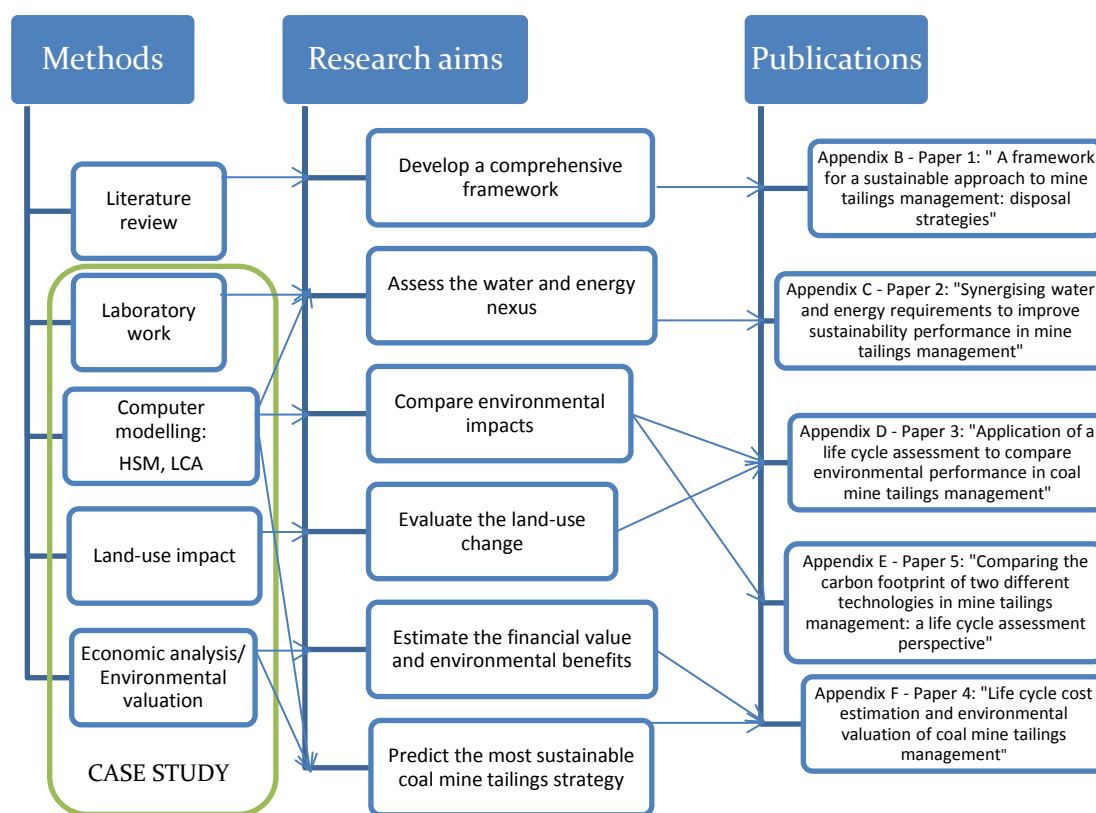 Methods
Research aims
Publications
Literature
review
Laboratory
work
Computer
modelling:
HSM, LCA
Land-use impact
Economic analysis/
Environmental
valuation
CASE STUDY
Develop a comprehensive
framework
Assess the water and energy
nexus
Compare environmental
impacts
Evaluate the land-use
change
Estimate the financial value
and environmental benefits
Predict the most sustainable
coal mine tailings strategy
Appendix B - Paper 1: " A framework
for a sustainable approach to mine
tailings management: disposal
strategies"
Appendix C - Paper 2: "Synergising water
and energy requirements to improve
sustainability performance in mine
tailings management"
Appendix D - Paper 3: "Application of a
life cycle assessment to compare
environmental performance in coal
mine tailings management"
Appendix E - Paper 5: "Comparing the
carbon footprint of two different
technologies in mine tailings
management: a life cycle assessment
perspective"
Appendix F - Paper 4: "Life cycle cost
estimation and environmental
valuation of coal mine tailings
management"